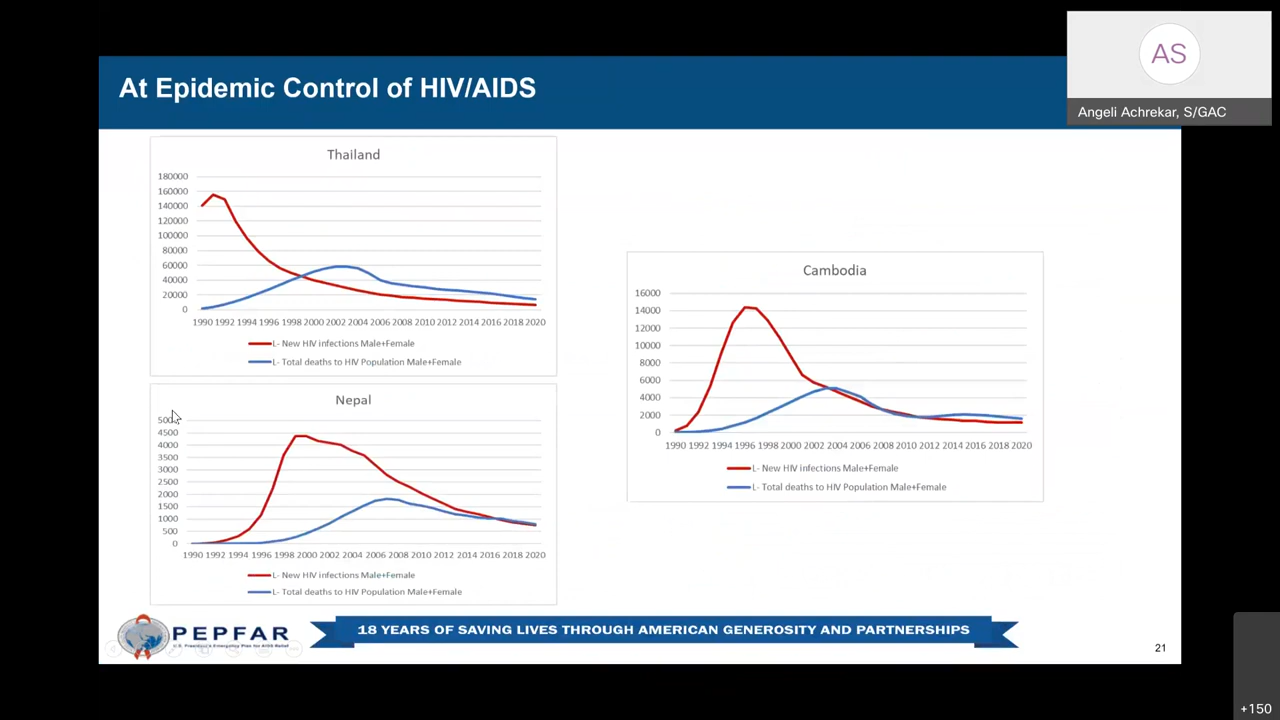 At Epidemic Control of HIV/AIDS
AS
Angeli Achrekar, S/GAC
Thailand
180000
160000
140000
120000
100000
80000
60000
40000
20000
0
1990 1992 1994 1996 1998 2000 2002 2004 2006 2008 2010 2012 2014 2016 2018 2020
L- New HIV infections Male+Female
L- Total deaths to HIV Population Male+Female
Nepal
5000
4500
4000
3500
3000
2500
2000
1500
1000
500
0
1990 1992 1994 1996 1998 2000 2002 2004 2006 2008 2010 2012 2014 2016 2018 2020
L- New HIV infections Male+Female
L- Total deaths to HIV Population Male+Female
Cambodia
16000
14000
12000
10000
8000
6000
4000
2000
0
1990 1992 1994 1996 1998 2000 2002 2004 2006 2008 2010 2012 2014 2016 2018 2020
L- New HIV infections Male+Female
L- Total deaths to HIV Population Male+Female
PEPFAR
U.S. President's Emergency Plan for AIDS Relief
18 YEARS OF SAVING LIVES THROUGH AMERICAN GENEROSITY AND PARTNERSHIPS
21
+150